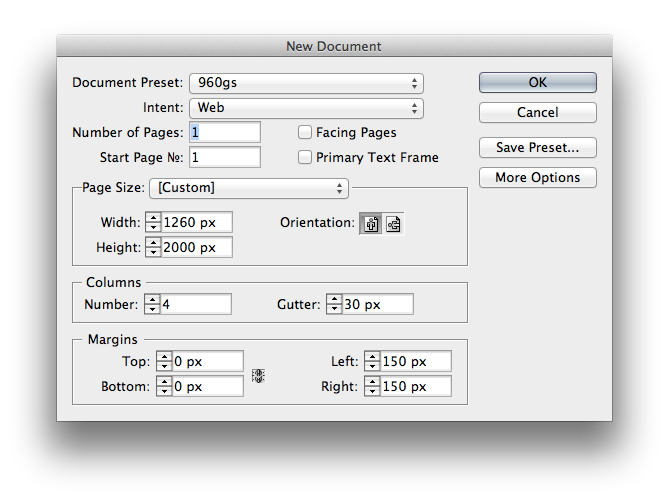 New Document
Document Preset: 960gs OK
Intent: Web Cancel
Number of Pages: 1 Facing Pages
Save Preset...
Start Page №: 1 Primary Text Frame
More Options
Page Size: [Custom]
Width: 1260 px Orientation:
Height: 2000 px
Columns
Number: 4 Gutter: 30 px
Margins
Top: 0 px Left: 150 px
Bottom: 0 px Right: 150 px